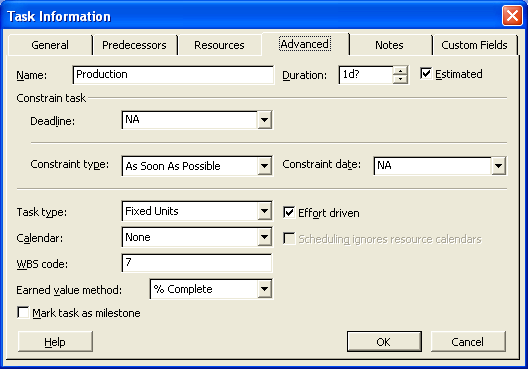 Task Information
General Predecessors Resources Advanced Notes Custom Fields
Name: Production Duration: 1d? Estimated
Constrain task
Deadline: NA
Constraint type: As Soon As Possible Constraint date: NA
Task type: Fixed Units Effort driven
Calendar: None Scheduling ignores resource calendars
WBS code: 7
Earned value method: % Complete
Mark task as milestone
Help OK Cancel